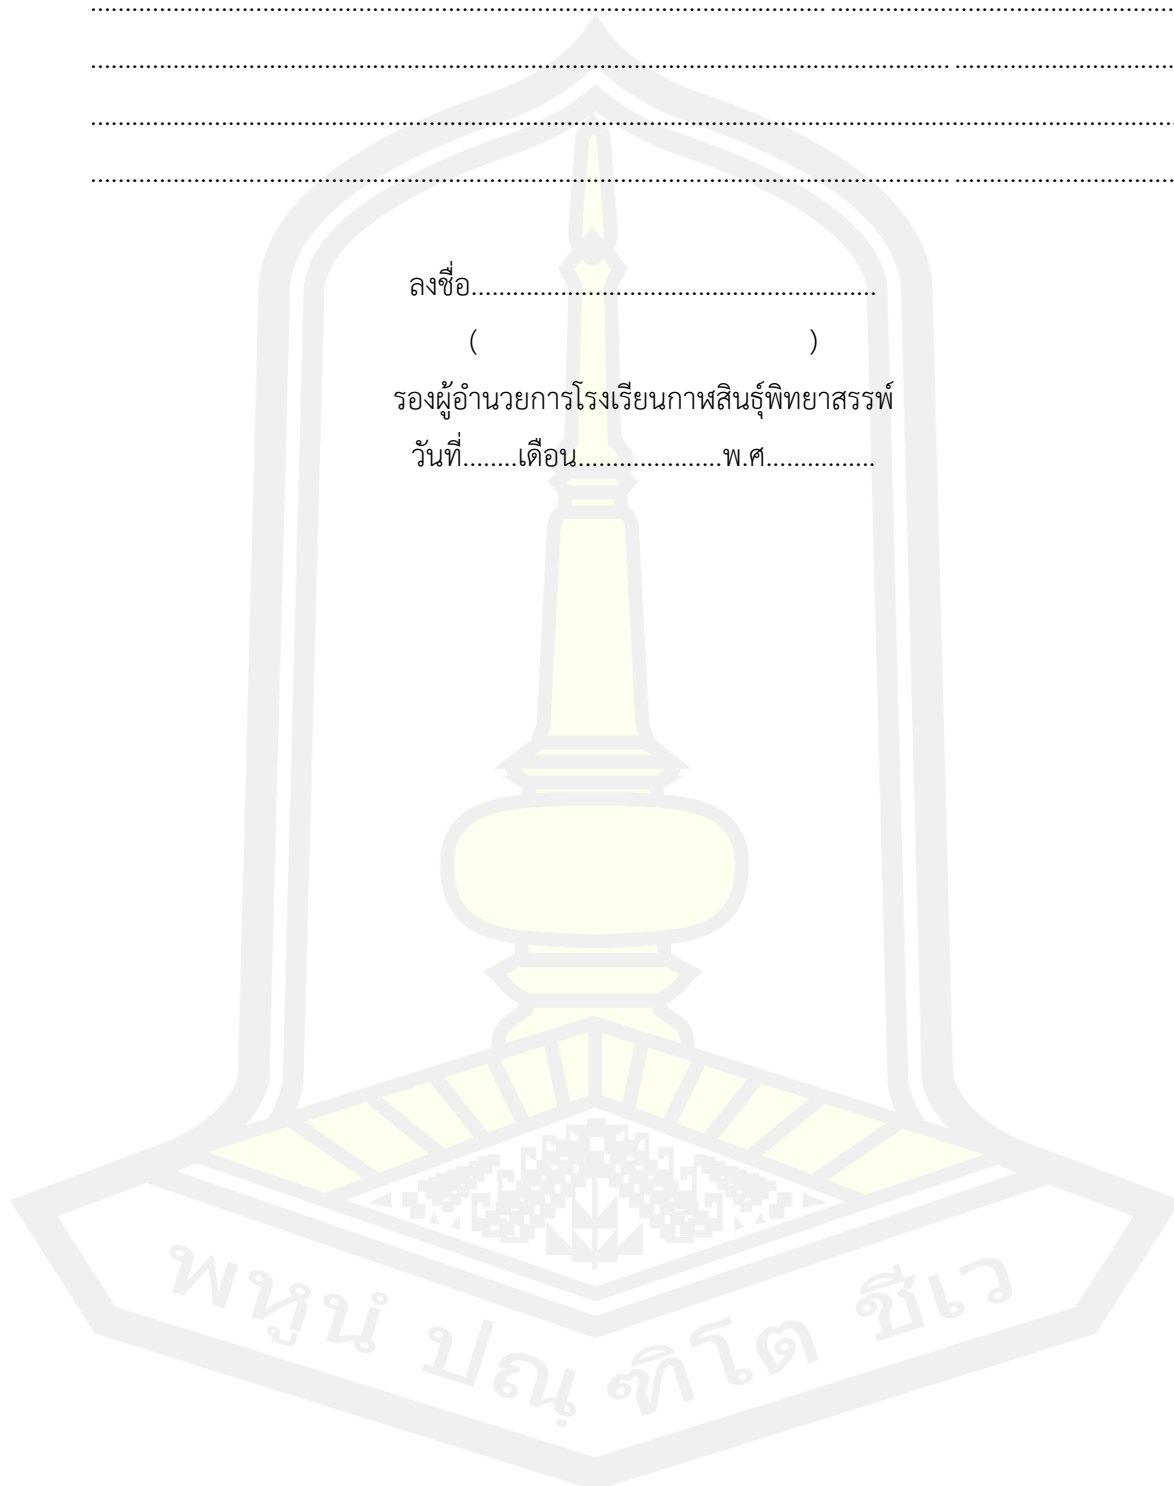 ........................................................................................................ ................................................
........................................................................................................................ ................................
........................................................................................................................................................
........................................................................................................................ ................................
ลงชื่อ...........................................................
( )
รองผู้อำนวยการโรงเรียนกาฬสินธุ์พิทยาสรรพ์
วันที่........เดือน.....................พ.ศ................
พหูนํ ปณฺฑิโต ชีเว